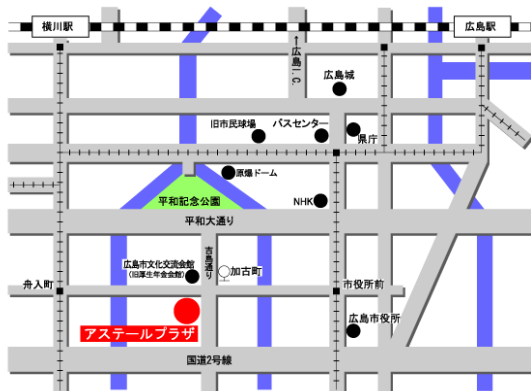 横川駅
広島駅
←広島I.C.
広島城
旧市民球場
バスセンター
県庁
原爆ドーム
平和記念公園
NHK
平和大通り
吉島通り
広島市文化交流会館
(旧厚生年金会館)
加古町
舟入町
市役所前
アステールプラザ
広島市役所
国道2号線